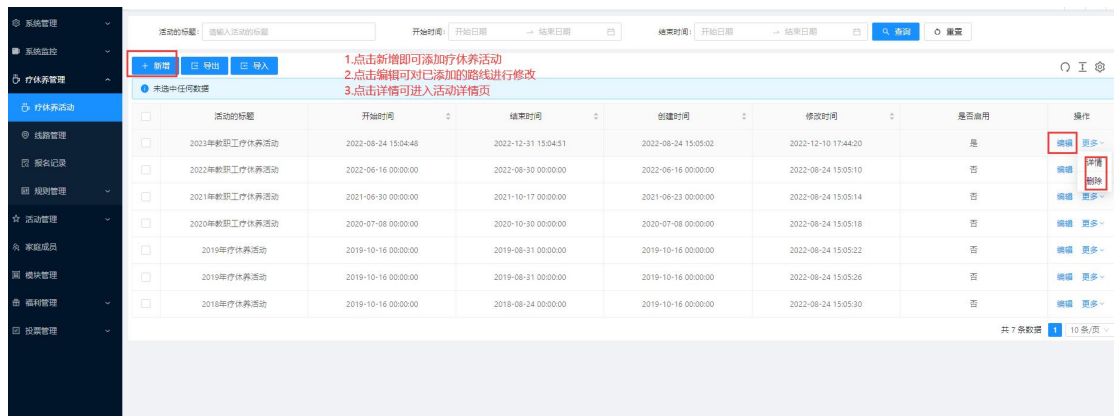 系统管理
系统监控
疗休养管理
疗休养活动
线路管理
报名记录
规则管理
活动管理
家庭成员
模块管理
福利管理
投票管理
活动的标题: 请输入活动的标题 开始时间: 开始日期 → 结束日期 结束时间: 开始日期 → 结束日期 查询 重置
+ 新增 导出 导入
1.点击新增即可添加疗休养活动
2.点击编辑可对已添加的路线进行修改
3.点击详情可进入活动详情页
未选中任何数据
活动的标题 开始时间 结束时间 创建时间 修改时间 是否启用 操作
2023年教职工疗休养活动 2022-08-24 15:04:48 2022-12-31 15:04:51 2022-08-24 15:05:02 2022-12-10 17:44:20 是 编辑 更多
详情
删除
2022年教职工疗休养活动 2022-06-16 00:00:00 2022-08-30 00:00:00 2022-06-16 00:00:00 2022-08-24 15:05:10 否 编辑
2021年教职工疗休养活动 2021-06-30 00:00:00 2021-10-17 00:00:00 2021-06-23 00:00:00 2022-08-24 15:05:14 否 编辑 更多
2020年教职工疗休养活动 2020-07-08 00:00:00 2020-10-30 00:00:00 2020-07-08 00:00:00 2022-08-24 15:05:18 否 编辑 更多
2019年疗休养活动 2019-10-16 00:00:00 2019-08-31 00:00:00 2019-10-16 00:00:00 2022-08-24 15:05:22 否 编辑 更多
2019年疗休养活动 2019-10-16 00:00:00 2019-08-31 00:00:00 2019-10-16 00:00:00 2022-08-24 15:05:26 否 编辑 更多
2018年疗休养活动 2019-10-16 00:00:00 2018-08-24 00:00:00 2019-10-16 00:00:00 2022-08-24 15:05:30 否 编辑 更多
共 7 条数据 1 10 条/页